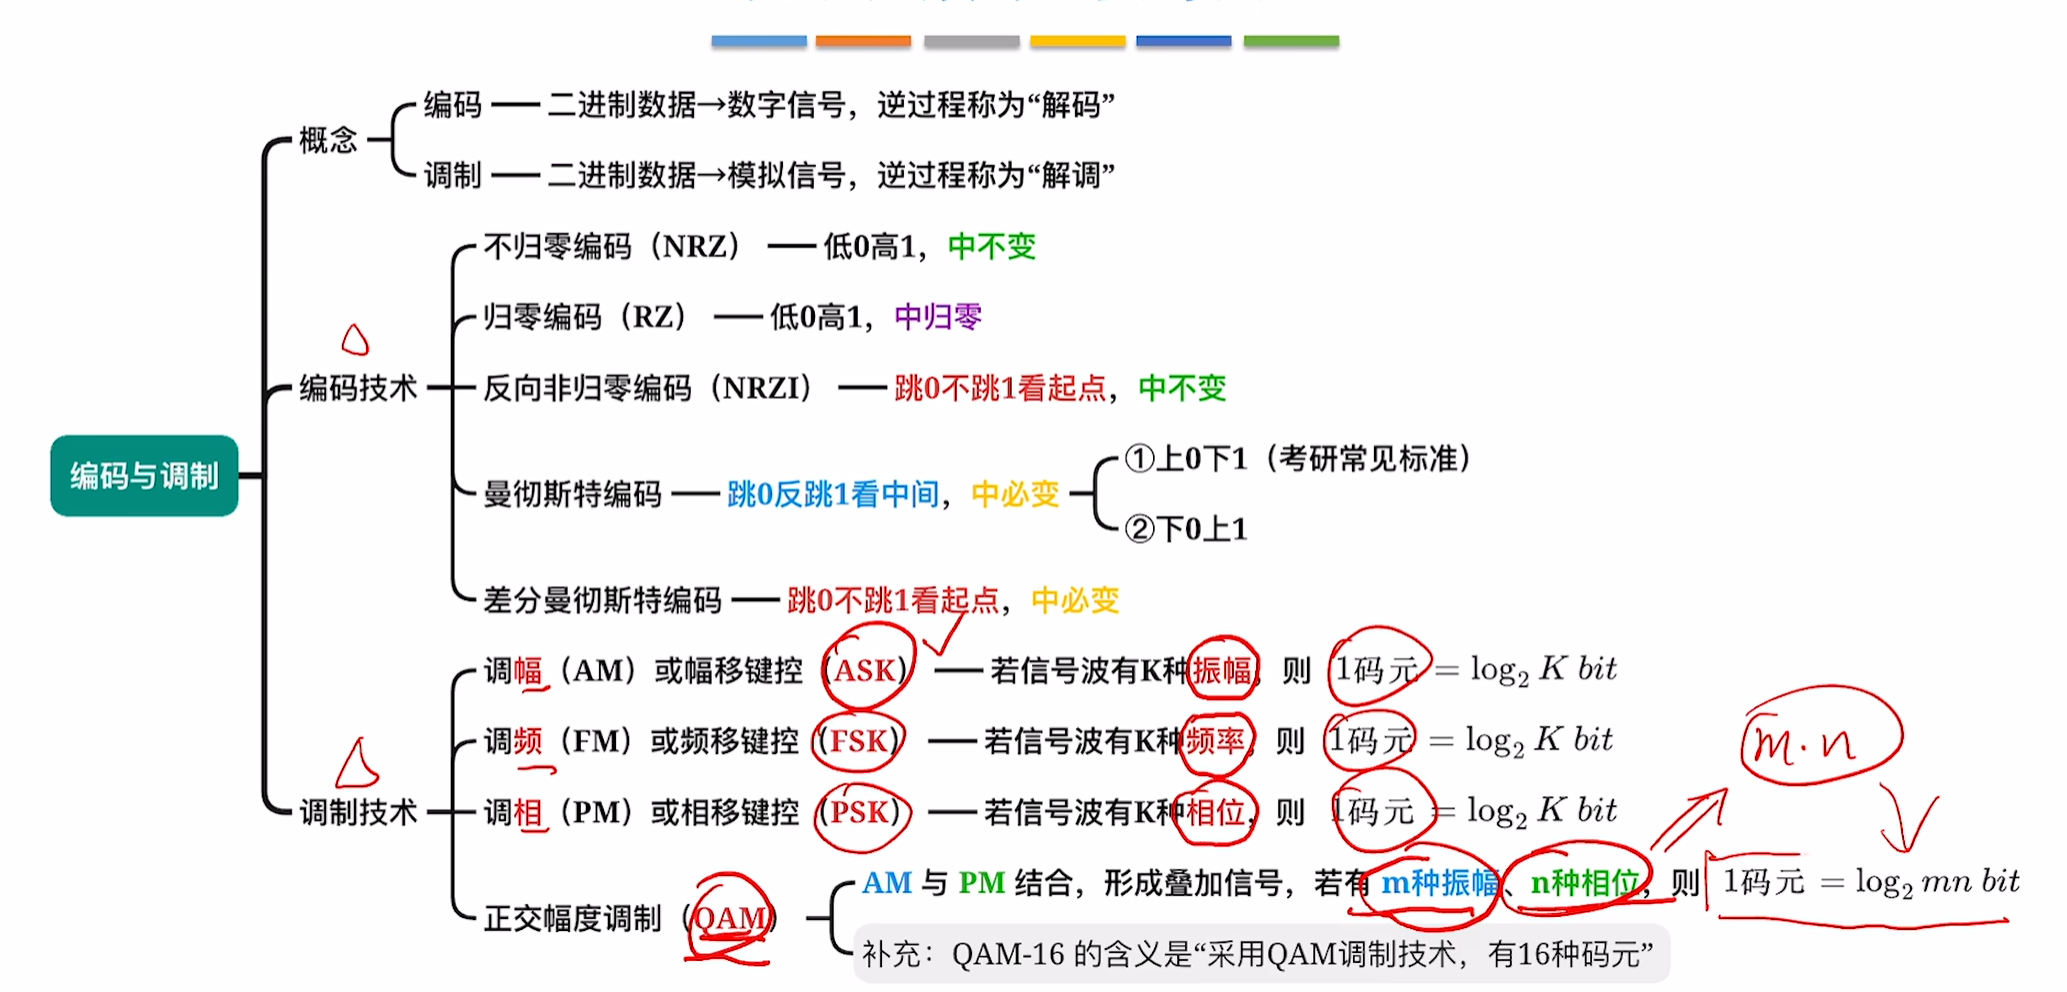 概念
编码 —— 二进制数据→数字信号，逆过程称为“解码”
调制 —— 二进制数据→模拟信号，逆过程称为“解调”
不归零编码（NRZ） —— 低0高1，中不变
归零编码（RZ） —— 低0高1，中归零
编码技术
反向非归零编码（NRZI） —— 跳0不跳1看起点，中不变
编码与调制
曼彻斯特编码 —— 跳0反跳1看中间，中必变
①上0下1（考研常见标准）
②下0上1
差分曼彻斯特编码 —— 跳0不跳1看起点，中必变
调幅（AM）或幅移键控（ASK） —— 若信号波有K种振幅，则 1码元 = log₂ K bit
调频（FM）或频移键控（FSK） —— 若信号波有K种频率，则 1码元 = log₂ K bit
m·n
调制技术
调相（PM）或相移键控（PSK） —— 若信号波有K种相位，则 1码元 = log₂ K bit
正交幅度调制（QAM）
AM 与 PM 结合，形成叠加信号，若有 m种振幅、n种相位，则 1码元 = log₂ mn bit
补充：QAM-16 的含义是“采用QAM调制技术，有16种码元”